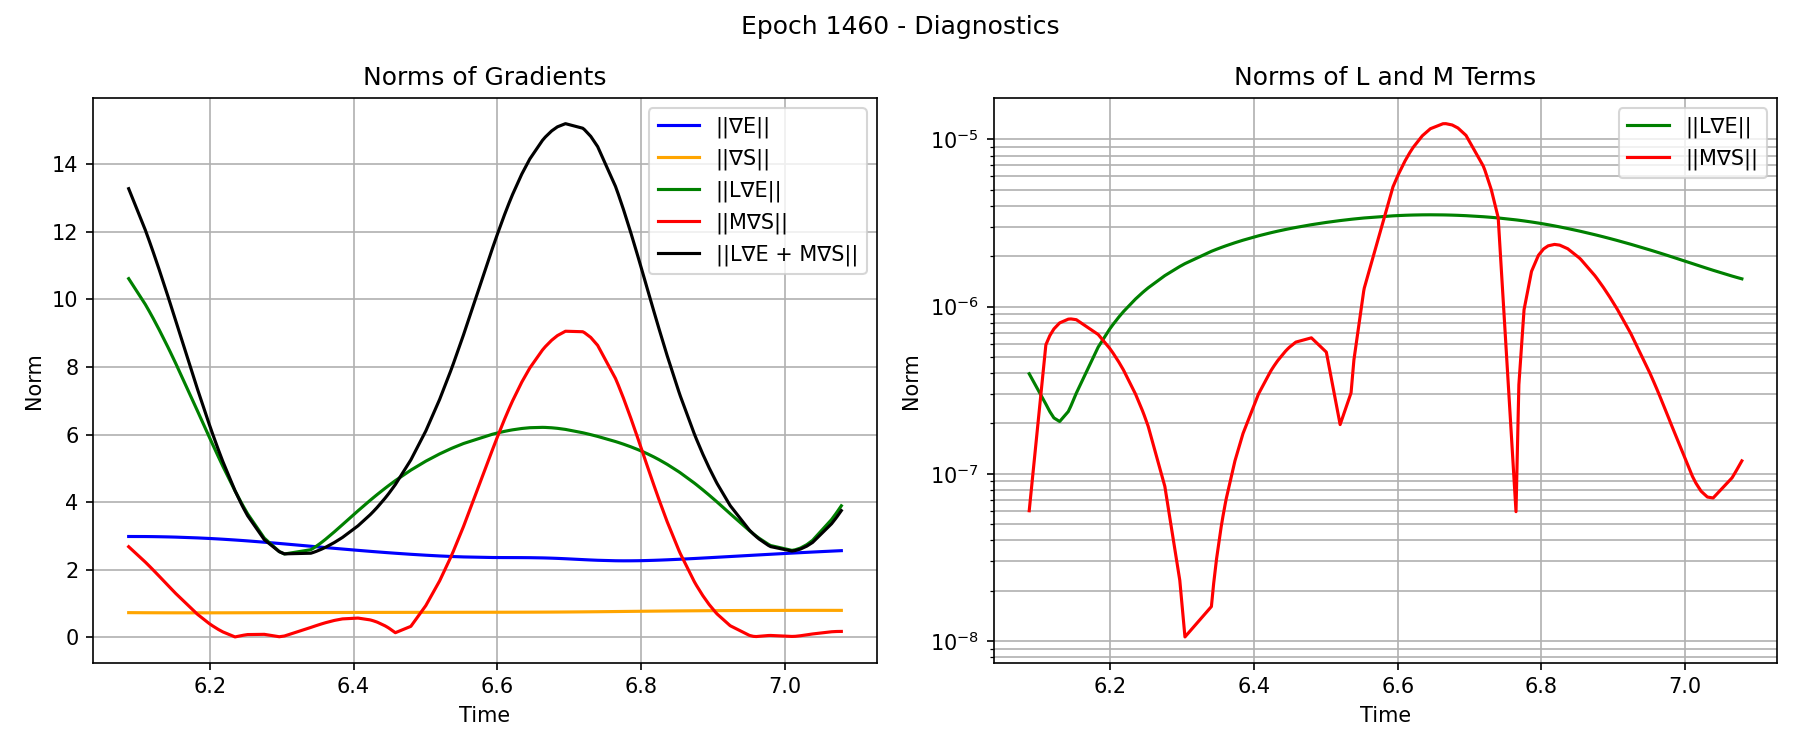 Epoch 1460 - Diagnostics
Norms of Gradients
Norm
14
12
10
8
6
4
2
0
6.2
6.4
6.6
6.8
7.0
Time
||∇E||
||∇S||
||L∇E||
||M∇S||
||L∇E + M∇S||
Norms of L and M Terms
Norm
10⁻⁵
10⁻⁶
10⁻⁷
10⁻⁸
6.2
6.4
6.6
6.8
7.0
Time
||L∇E||
||M∇S||